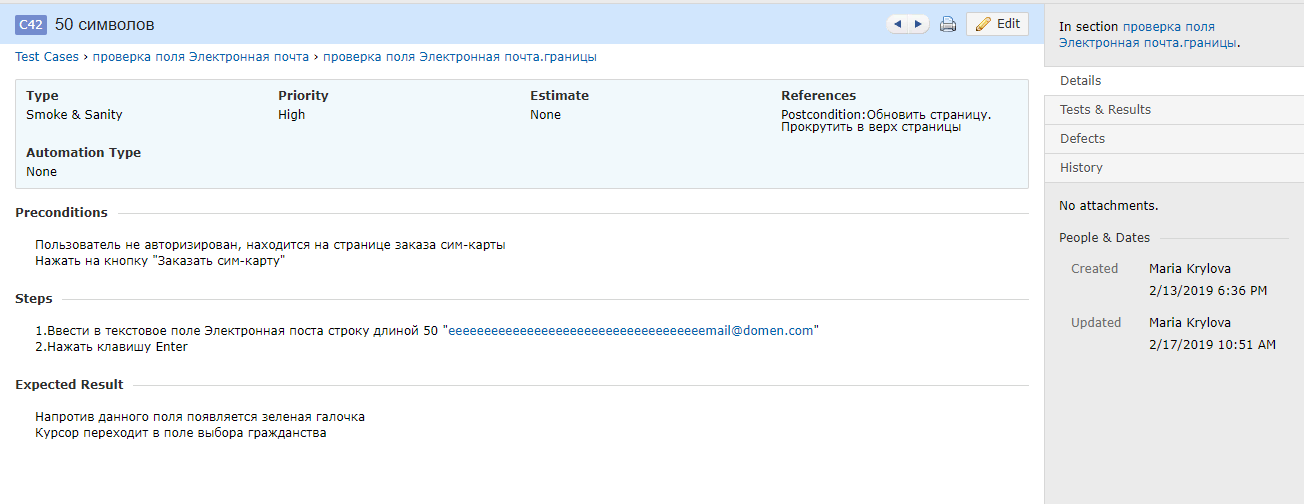 C42 50 символов
Edit
Test Cases › проверка поля Электронная почта › проверка поля Электронная почта.границы
Type Priority Estimate References
Smoke & Sanity High None Postcondition:Обновить страницу.
Прокрутить в верх страницы
Automation Type
None
Preconditions
Пользователь не авторизирован, находится на странице заказа сим-карты
Нажать на кнопку "Заказать сим-карту"
Steps
1.Ввести в текстовое поле Электронная поста строку длиной 50 "eeeeeeeeeeeeeeeeeeeeeeeeeeeeeeeeeeeemail@domen.com"
2.Нажать клавишу Enter
Expected Result
Напротив данного поля появляется зеленая галочка
Курсор переходит в поле выбора гражданства
In section проверка поля
Электронная почта.границы.
Details
Tests & Results
Defects
History
No attachments.
People & Dates
Created Maria Krylova
2/13/2019 6:36 PM
Updated Maria Krylova
2/17/2019 10:51 AM